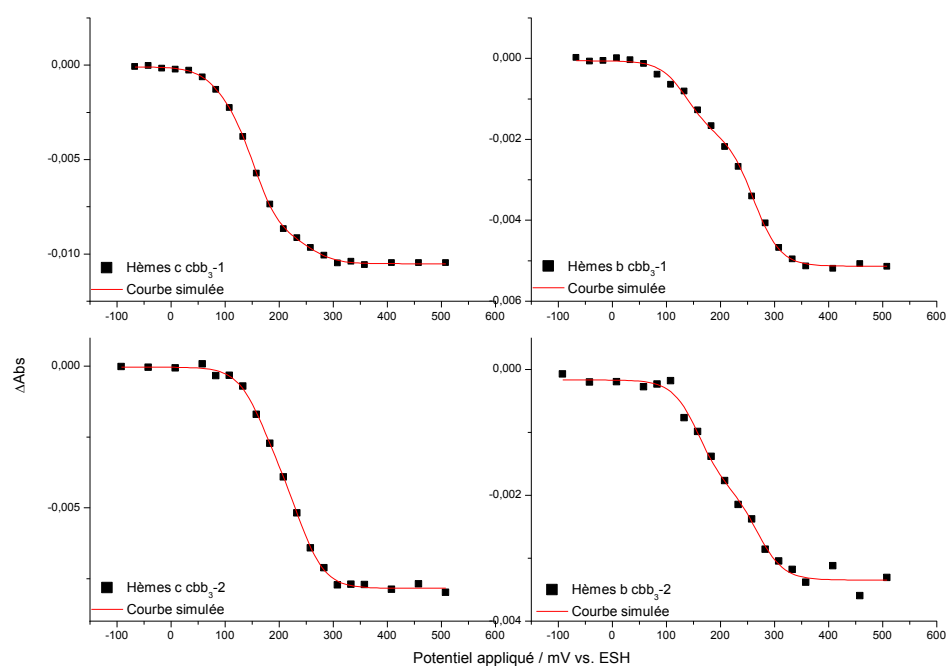 0,000
-0,005
-0,010
Hèmes c cbb₃-1
Courbe simulée
-100 0 100 200 300 400 500 600
0,000
-0,002
-0,004
-0,006
Hèmes b cbb₃-1
Courbe simulée
-100 0 100 200 300 400 500 600
ΔAbs
0,000
-0,005
Hèmes c cbb₃-2
Courbe simulée
-100 0 100 200 300 400 500 600
0,000
-0,002
-0,004
Hèmes b cbb₃-2
Courbe simulée
-100 0 100 200 300 400 500 600
Potentiel appliqué / mV vs. ESH